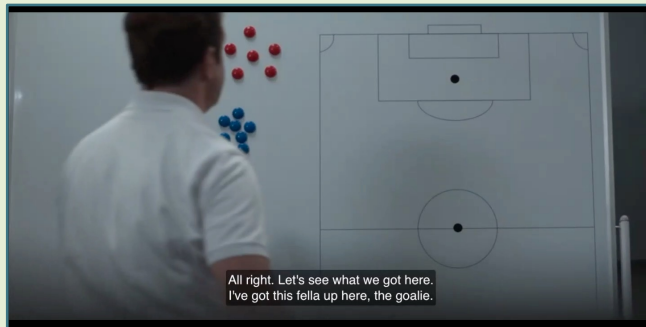 All right. Let's see what we got here.
I've got this fella up here, the goalie.